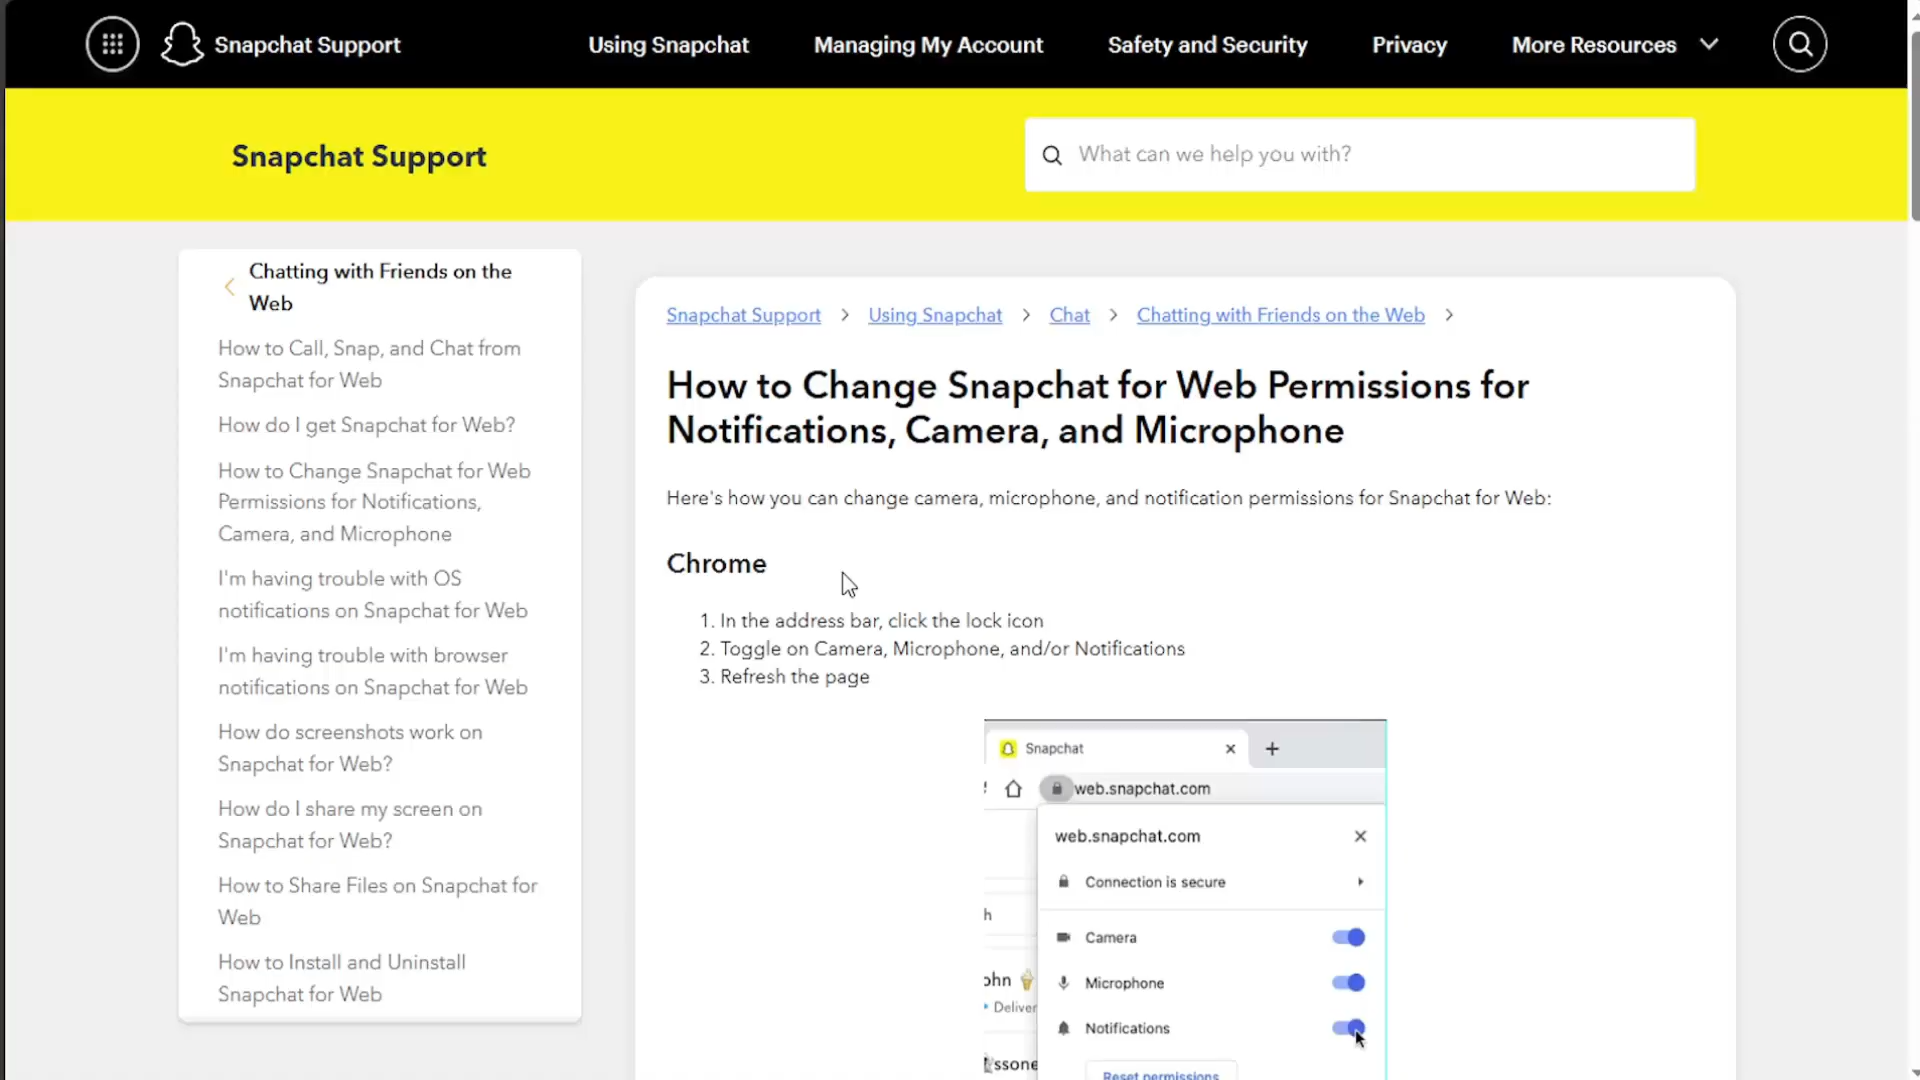 Snapchat Support
Using Snapchat
Managing My Account
Safety and Security
Privacy
More Resources
Snapchat Support
What can we help you with?
Chatting with Friends on the
Web
How to Call, Snap, and Chat from
Snapchat for Web
How do I get Snapchat for Web?
How to Change Snapchat for Web
Permissions for Notifications,
Camera, and Microphone
I'm having trouble with OS
notifications on Snapchat for Web
I'm having trouble with browser
notifications on Snapchat for Web
How do screenshots work on
Snapchat for Web?
How do I share my screen on
Snapchat for Web?
How to Share Files on Snapchat for
Web
How to Install and Uninstall
Snapchat for Web
Snapchat Support > Using Snapchat > Chat > Chatting with Friends on the Web >
How to Change Snapchat for Web Permissions for
Notifications, Camera, and Microphone
Here's how you can change camera, microphone, and notification permissions for Snapchat for Web:
Chrome
1. In the address bar, click the lock icon
2. Toggle on Camera, Microphone, and/or Notifications
3. Refresh the page
Snapchat
web.snapchat.com
web.snapchat.com
Connection is secure
h
Camera
ohn
Microphone
Deliver
Notifications
ssone
Reset permissions